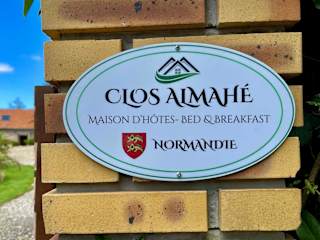 CLOS ALMAHÉ
MAISON D'HÔTES- BED & BREAKFAST
NORMANDIE